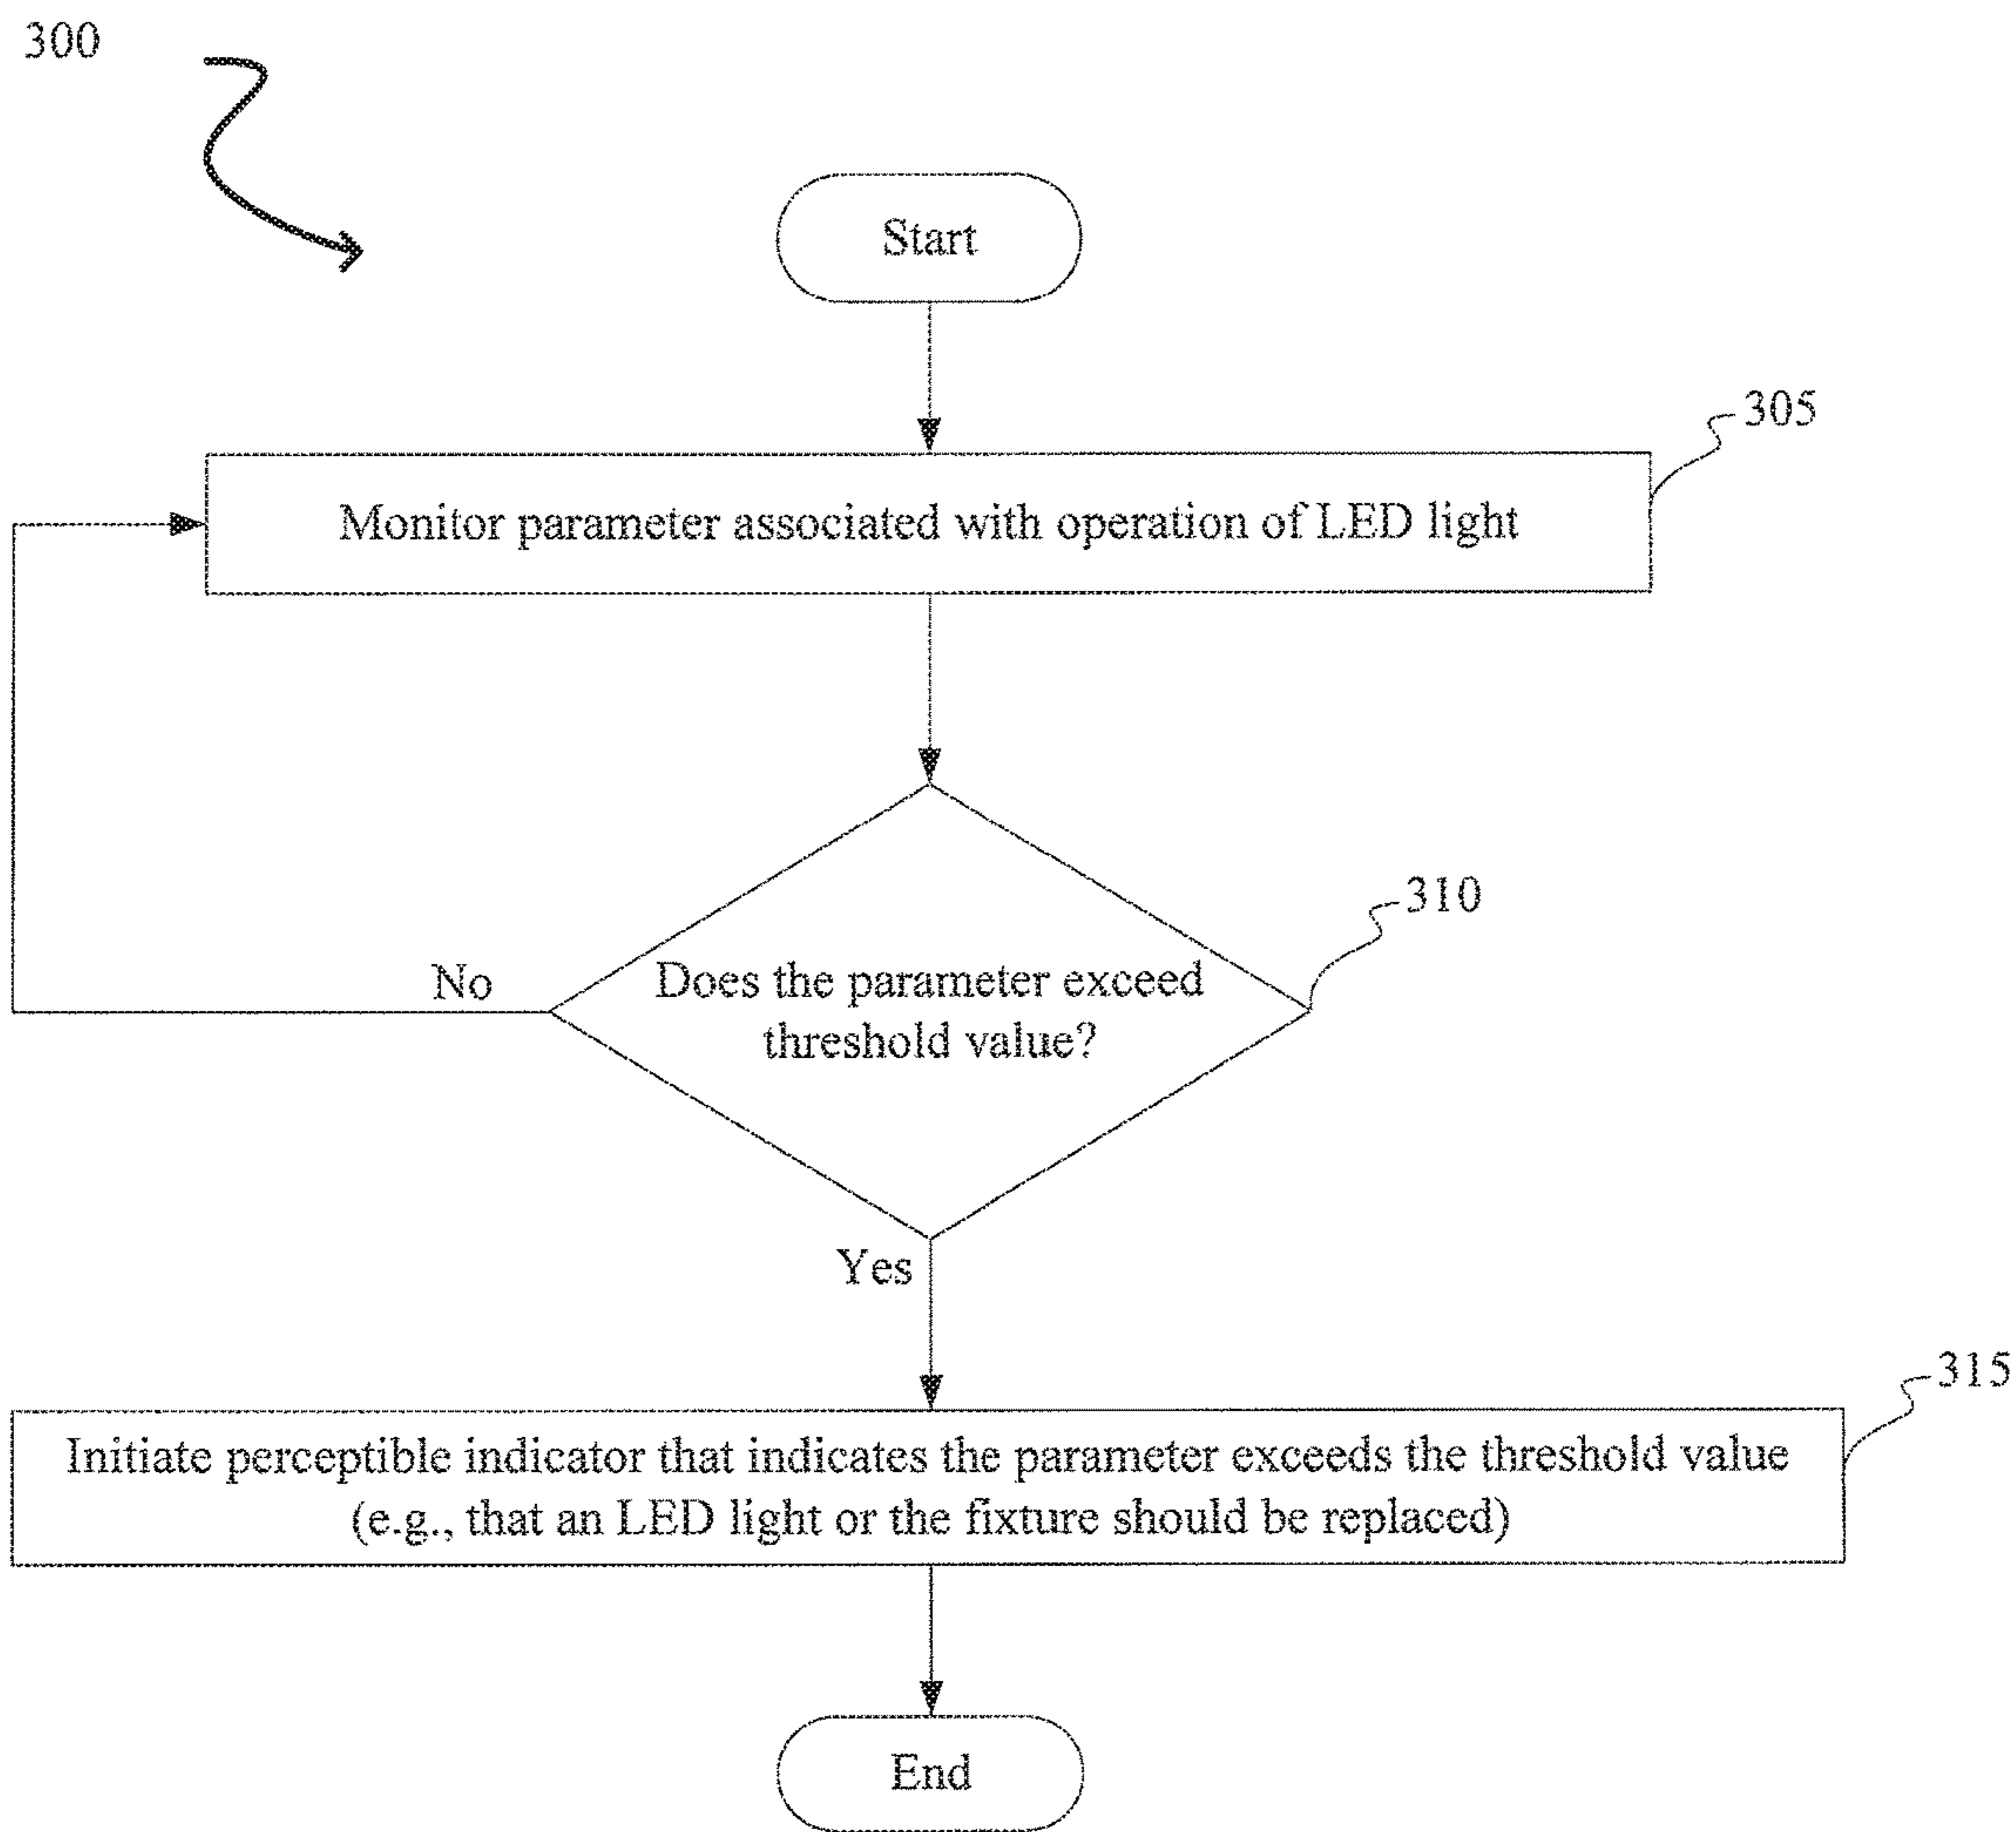 300
Start
305
Monitor parameter associated with operation of LED light
310
No
Does the parameter exceed
threshold value?
Yes
315
Initiate perceptible indicator that indicates the parameter exceeds the threshold value
(e.g., that an LED light or the fixture should be replaced)
End